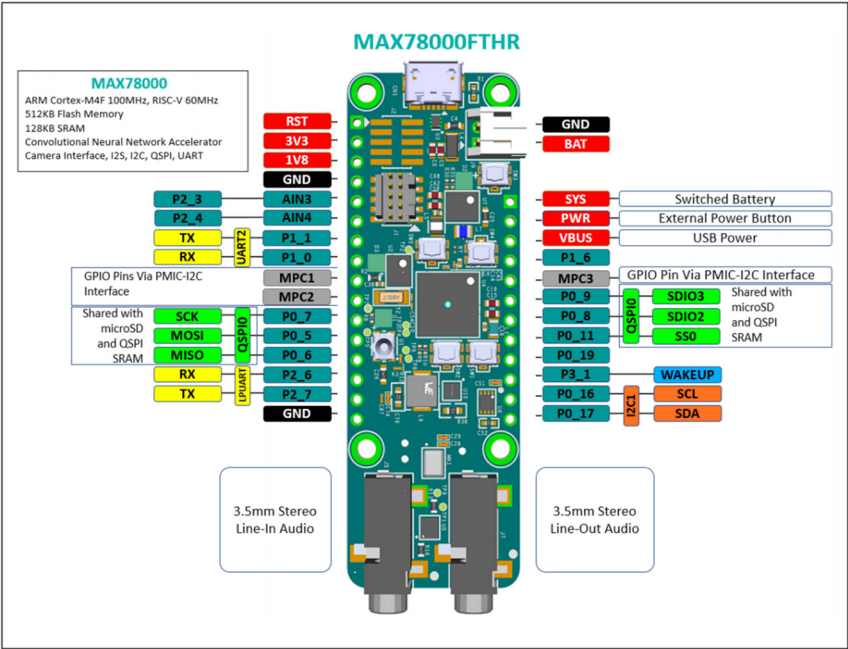 MAX78000FTHR
MAX78000
ARM Cortex-M4F 100MHz, RISC-V 60MHz
512KB Flash Memory
128KB SRAM
Convolutional Neural Network Accelerator
Camera Interface, I2S, I2C, QSPI, UART
RST
3V3
1V8
GND
P2_3 AIN3
P2_4 AIN4
TX UART2 P1_1
RX P1_0
GPIO Pins Via PMIC-I2C
Interface
MPC1
MPC2
Shared with
microSD
and QSPI
SRAM
SCK QSPI0 P0_7
MOSI P0_5
MISO P0_6
RX LPUART P2_6
TX P2_7
GND
GND
BAT
SYS Switched Battery
PWR External Power Button
VBUS USB Power
P1_6
MPC3 GPIO Pin Via PMIC-I2C Interface
P0_9 QSPI0 SDIO3
P0_8 SDIO2
P0_11 SS0
Shared with
microSD
and QSPI
SRAM
P0_19
P3_1 WAKEUP
P0_16 I2C1 SCL
P0_17 SDA
3.5mm Stereo
Line-In Audio
3.5mm Stereo
Line-Out Audio